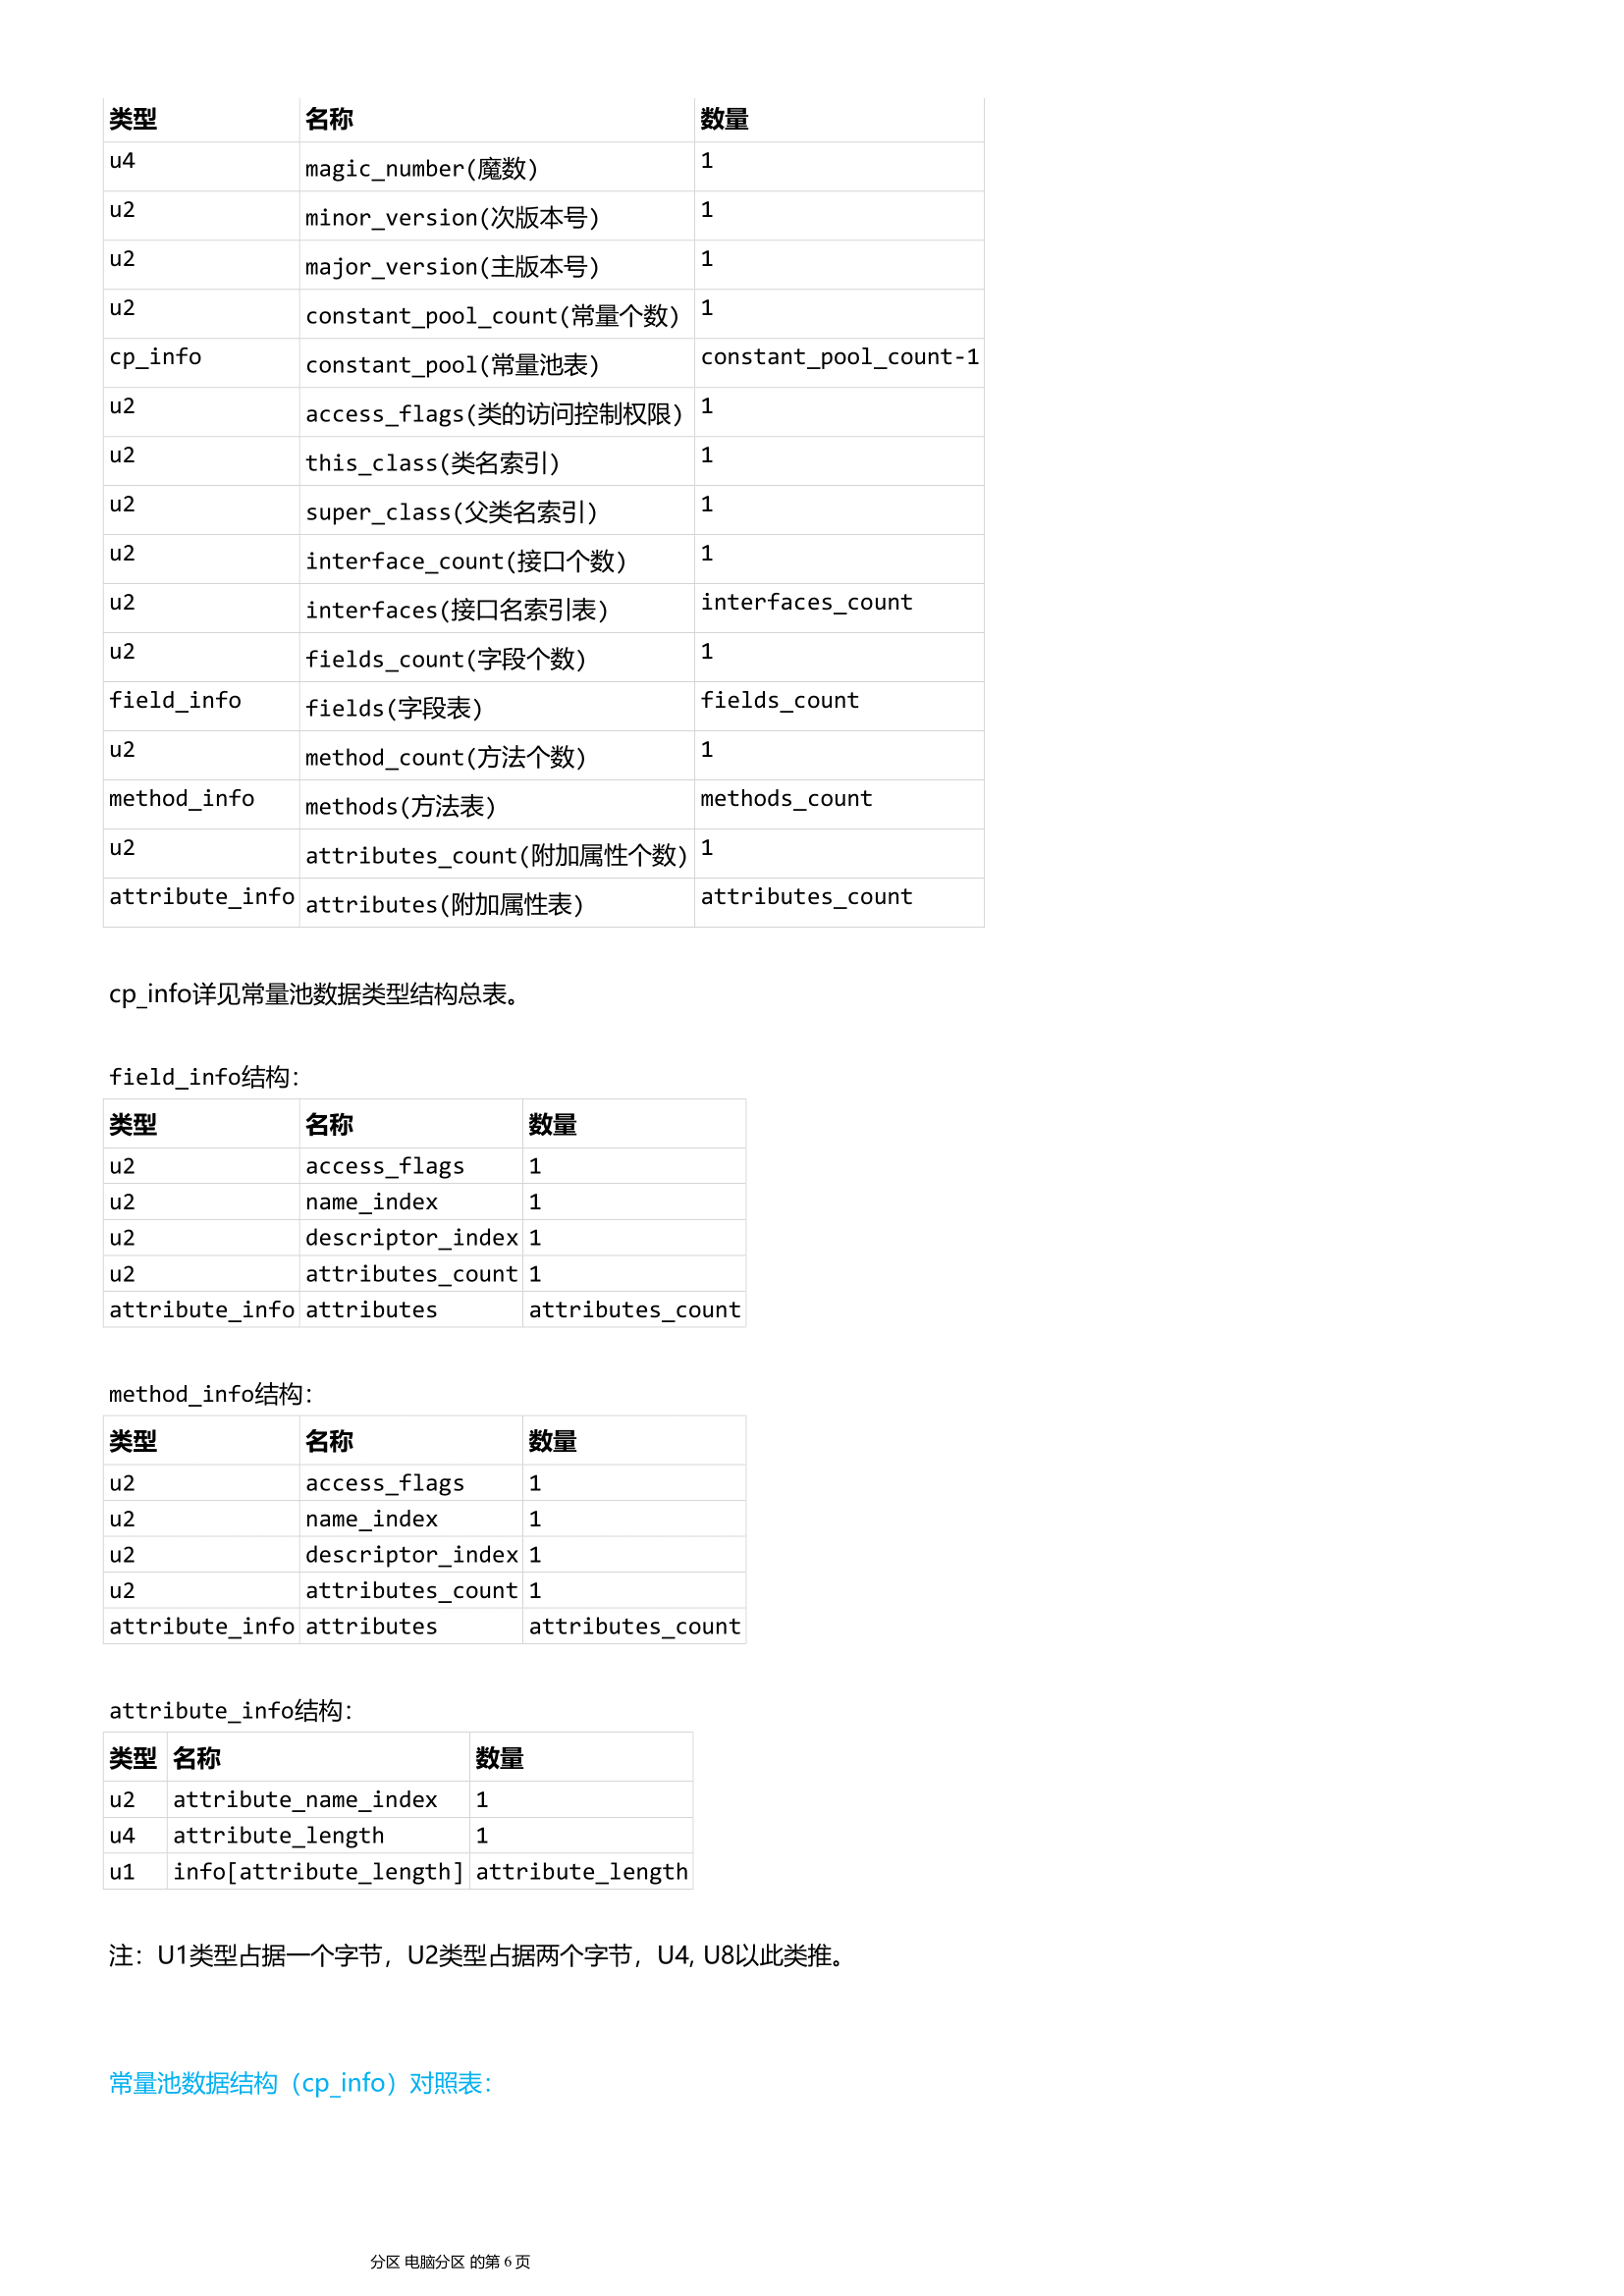 类型 名称 数量
u4 magic_number(魔数) 1
u2 minor_version(次版本号) 1
u2 major_version(主版本号) 1
u2 constant_pool_count(常量个数) 1
cp_info constant_pool(常量池表) constant_pool_count-1
u2 access_flags(类的访问控制权限) 1
u2 this_class(类名索引) 1
u2 super_class(父类名索引) 1
u2 interface_count(接口个数) 1
u2 interfaces(接口名索引表) interfaces_count
u2 fields_count(字段个数) 1
field_info fields(字段表) fields_count
u2 method_count(方法个数) 1
method_info methods(方法表) methods_count
u2 attributes_count(附加属性个数) 1
attribute_info attributes(附加属性表) attributes_count
cp_info详见常量池数据类型结构总表。
field_info结构：
类型 名称 数量
u2 access_flags 1
u2 name_index 1
u2 descriptor_index 1
u2 attributes_count 1
attribute_info attributes attributes_count
method_info结构：
类型 名称 数量
u2 access_flags 1
u2 name_index 1
u2 descriptor_index 1
u2 attributes_count 1
attribute_info attributes attributes_count
attribute_info结构：
类型 名称 数量
u2 attribute_name_index 1
u4 attribute_length 1
u1 info[attribute_length] attribute_length
注：U1类型占据一个字节，U2类型占据两个字节，U4, U8以此类推。
常量池数据结构（cp_info）对照表：
分区 电脑分区 的第 6 页